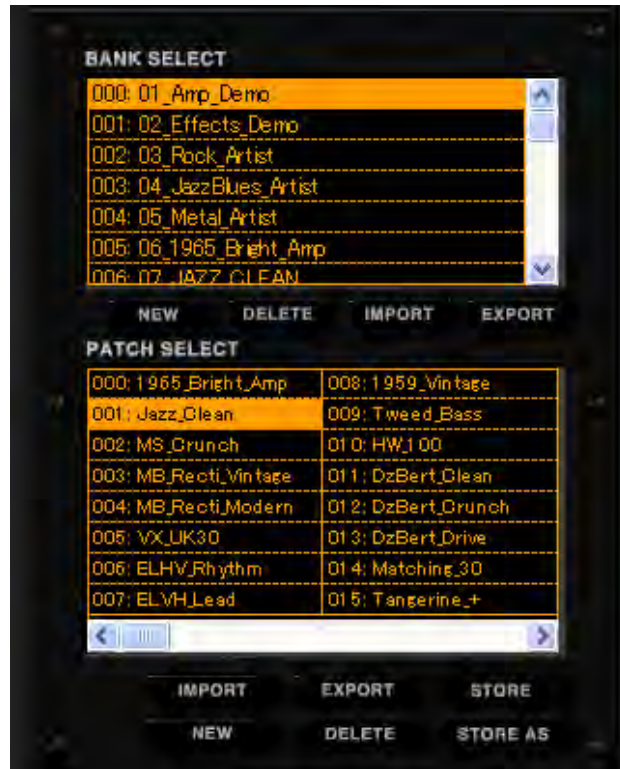 BANK SELECT
000: 01_Amp_Demo
001: 02_Effects_Demo
002: 03_Rock_Artist
003: 04_JazzBlues_Artist
004: 05_Metal_Artist
005: 06_1965_Bright_Amp
006: 07_JAZZ_CLEAN
NEW DELETE IMPORT EXPORT
PATCH SELECT
000: 1965_Bright_Amp 008: 1959_Vintage
001: Jazz_Clean 009: Tweed_Bass
002: MS_Crunch 010: HW_100
003: MB_Recti_Vintage 011: DzBert_Clean
004: MB_Recti_Modern 012: DzBert_Crunch
005: VX_UK30 013: DzBert_Drive
006: ELHV_Rhythm 014: Matching_30
007: ELVH_Lead 015: Tangerine_+
IMPORT EXPORT STORE
NEW DELETE STORE AS